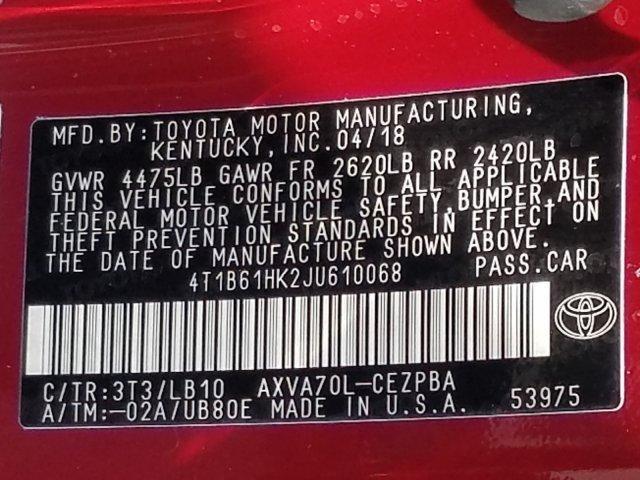 MFD.BY:TOYOTA MOTOR MANUFACTURING,
KENTUCKY, INC.04/18
GVWR 4475LB GAWR FR 2620LB RR 2420LB
THIS VEHICLE CONFORMS TO ALL APPLICABLE
FEDERAL MOTOR VEHICLE SAFETY,BUMPER,AND
THEFT PREVENTION STANDARDS IN EFFECT ON
THE DATE OF MANUFACTURE SHOWN ABOVE.
4T1B61HK2JU610068 PASS.CAR
C/TR:3T3/LB10 AXVA70L-CEZPBA
A/TM:-02A/UB80E MADE IN U.S.A. 53975